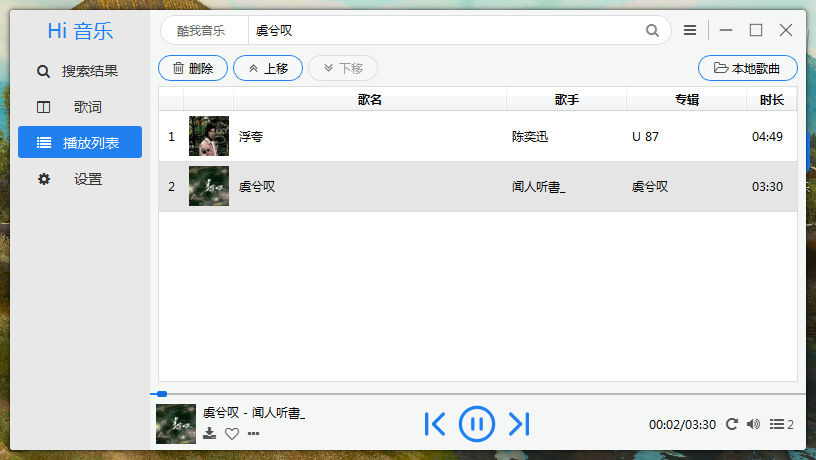 Hi 音乐
搜索结果
歌词
播放列表
设置
酷我音乐 虞兮叹
删除 上移 下移 本地歌曲
歌名 歌手 专辑 时长
1 浮夸 陈奕迅 U 87 04:49
2 虞兮叹 闻人听書_ 虞兮叹 03:30
虞兮叹 - 闻人听書_
00:02/03:30 2